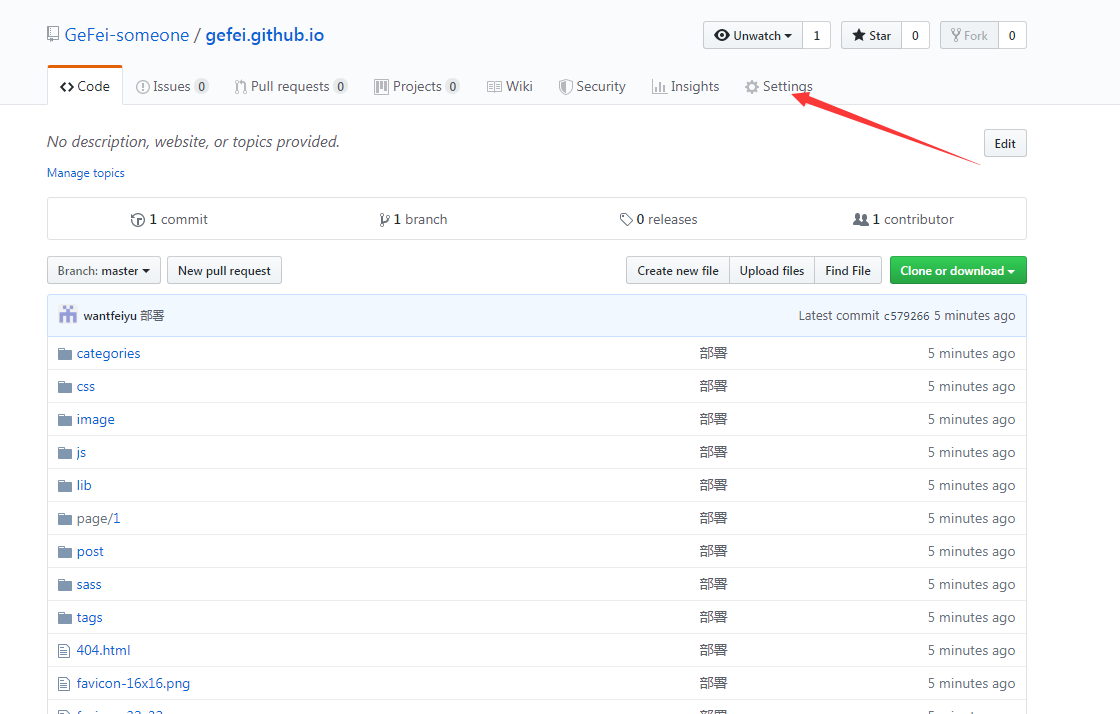 GeFei-someone / gefei.github.io Unwatch 1 Star 0 Fork 0
Code Issues 0 Pull requests 0 Projects 0 Wiki Security Insights Settings
No description, website, or topics provided. Edit
Manage topics
1 commit 1 branch 0 releases 1 contributor
Branch: master New pull request Create new file Upload files Find File Clone or download
wantfeiyu 部署 Latest commit c579266 5 minutes ago
categories 部署 5 minutes ago
css 部署 5 minutes ago
image 部署 5 minutes ago
js 部署 5 minutes ago
lib 部署 5 minutes ago
page/1 部署 5 minutes ago
post 部署 5 minutes ago
sass 部署 5 minutes ago
tags 部署 5 minutes ago
404.html 部署 5 minutes ago
favicon-16x16.png 部署 5 minutes ago